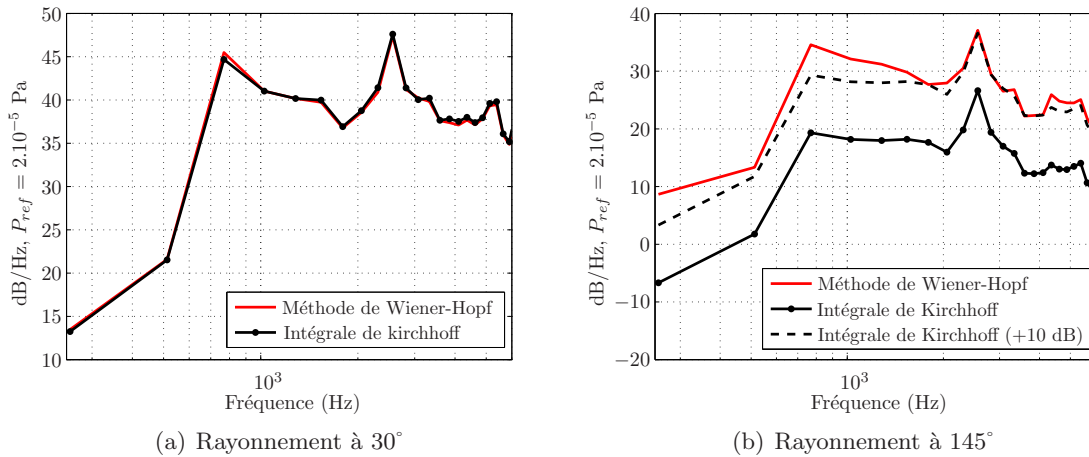 50
45
40
35
30
25
20
15
10
dB/Hz, P_ref = 2.10^-5 Pa
Méthode de Wiener-Hopf
Intégrale de kirchhoff
10^3
Fréquence (Hz)
(a) Rayonnement à 30°
40
30
20
10
0
−10
−20
dB/Hz, P_ref = 2.10^-5 Pa
Méthode de Wiener-Hopf
Intégrale de Kirchhoff
Intégrale de Kirchhoff (+10 dB)
10^3
Fréquence (Hz)
(b) Rayonnement à 145°